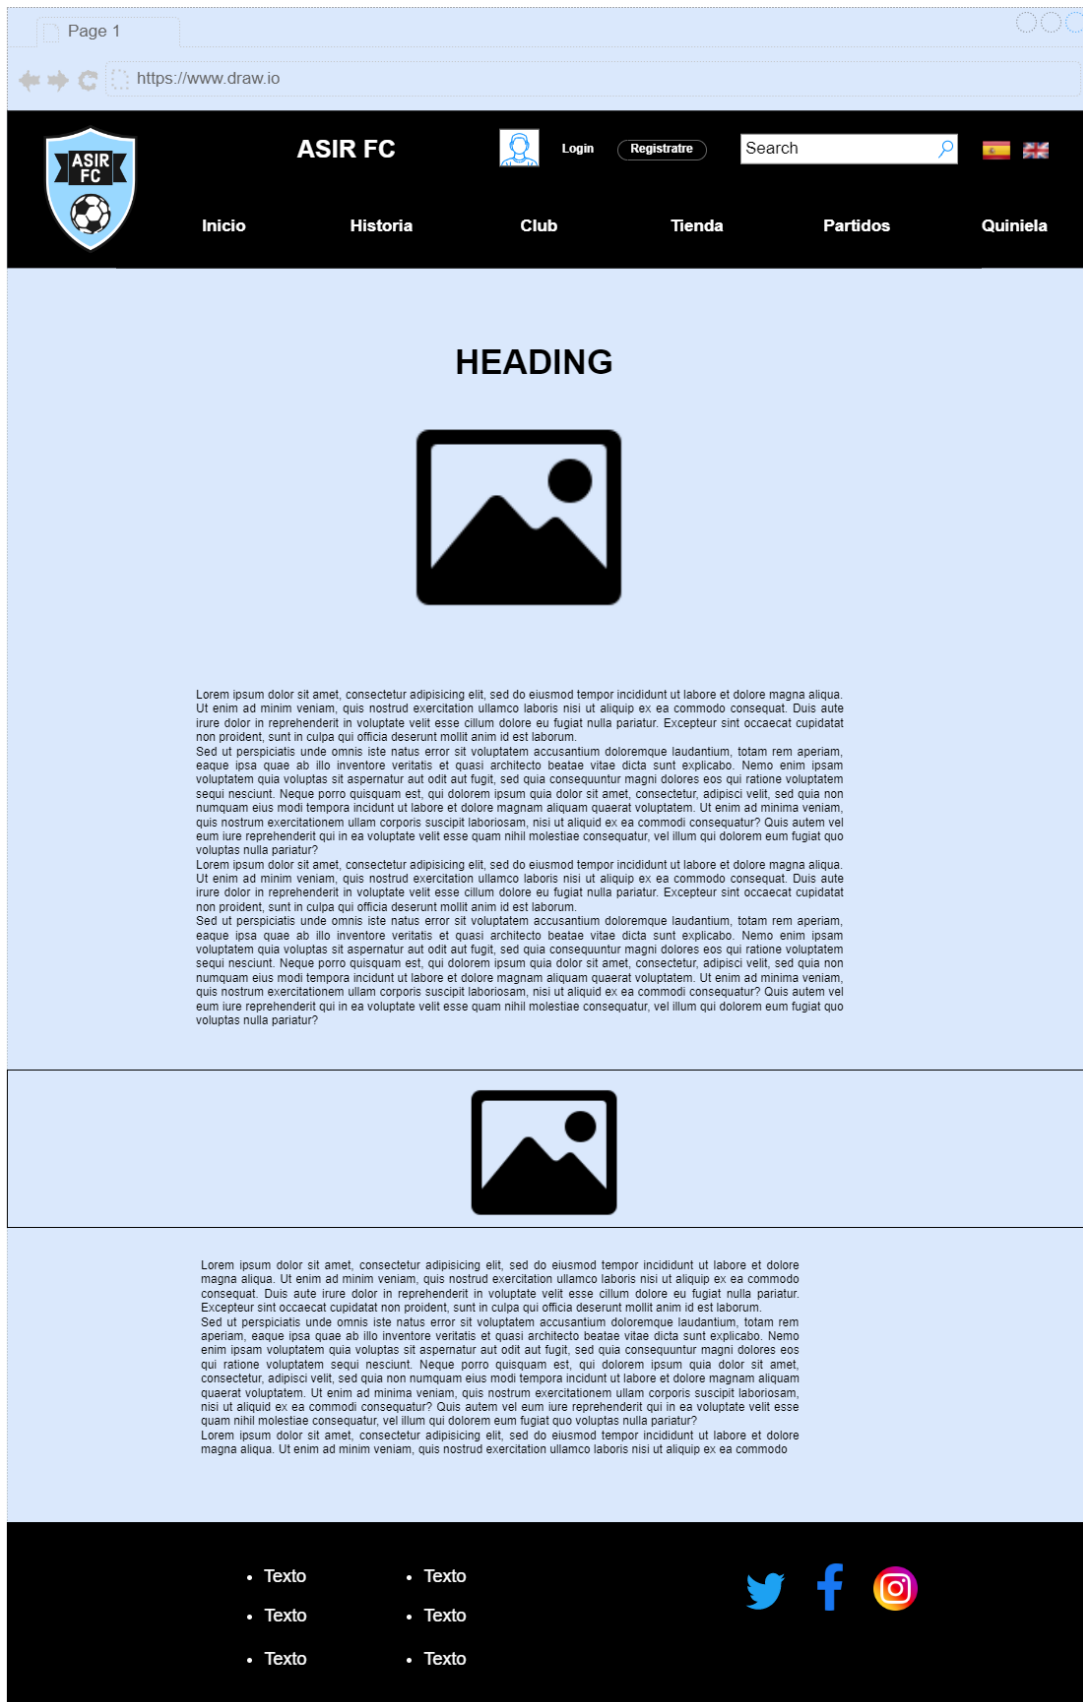 Page 1
https://www.draw.io
ASIR
FC
ASIR FC
Login
Registratre
Search
Inicio
Historia
Club
Tienda
Partidos
Quiniela
HEADING
Lorem ipsum dolor sit amet, consectetur adipisicing elit, sed do eiusmod tempor incididunt ut labore et dolore magna aliqua.
Ut enim ad minim veniam, quis nostrud exercitation ullamco laboris nisi ut aliquip ex ea commodo consequat. Duis aute
irure dolor in reprehenderit in voluptate velit esse cillum dolore eu fugiat nulla pariatur. Excepteur sint occaecat cupidatat
non proident, sunt in culpa qui officia deserunt mollit anim id est laborum.
Sed ut perspiciatis unde omnis iste natus error sit voluptatem accusantium doloremque laudantium, totam rem aperiam,
eaque ipsa quae ab illo inventore veritatis et quasi architecto beatae vitae dicta sunt explicabo. Nemo enim ipsam
voluptatem quia voluptas sit aspernatur aut odit aut fugit, sed quia consequuntur magni dolores eos qui ratione voluptatem
sequi nesciunt. Neque porro quisquam est, qui dolorem ipsum quia dolor sit amet, consectetur, adipisci velit, sed quia non
numquam eius modi tempora incidunt ut labore et dolore magnam aliquam quaerat voluptatem. Ut enim ad minima veniam,
quis nostrum exercitationem ullam corporis suscipit laboriosam, nisi ut aliquid ex ea commodi consequatur? Quis autem vel
eum iure reprehenderit qui in ea voluptate velit esse quam nihil molestiae consequatur, vel illum qui dolorem eum fugiat quo
voluptas nulla pariatur?
Lorem ipsum dolor sit amet, consectetur adipisicing elit, sed do eiusmod tempor incididunt ut labore et dolore magna aliqua.
Ut enim ad minim veniam, quis nostrud exercitation ullamco laboris nisi ut aliquip ex ea commodo consequat. Duis aute
irure dolor in reprehenderit in voluptate velit esse cillum dolore eu fugiat nulla pariatur. Excepteur sint occaecat cupidatat
non proident, sunt in culpa qui officia deserunt mollit anim id est laborum.
Sed ut perspiciatis unde omnis iste natus error sit voluptatem accusantium doloremque laudantium, totam rem aperiam,
eaque ipsa quae ab illo inventore veritatis et quasi architecto beatae vitae dicta sunt explicabo. Nemo enim ipsam
voluptatem quia voluptas sit aspernatur aut odit aut fugit, sed quia consequuntur magni dolores eos qui ratione voluptatem
sequi nesciunt. Neque porro quisquam est, qui dolorem ipsum quia dolor sit amet, consectetur, adipisci velit, sed quia non
numquam eius modi tempora incidunt ut labore et dolore magnam aliquam quaerat voluptatem. Ut enim ad minima veniam,
quis nostrum exercitationem ullam corporis suscipit laboriosam, nisi ut aliquid ex ea commodi consequatur? Quis autem vel
eum iure reprehenderit qui in ea voluptate velit esse quam nihil molestiae consequatur, vel illum qui dolorem eum fugiat quo
voluptas nulla pariatur?
Lorem ipsum dolor sit amet, consectetur adipisicing elit, sed do eiusmod tempor incididunt ut labore et dolore
magna aliqua. Ut enim ad minim veniam, quis nostrud exercitation ullamco laboris nisi ut aliquip ex ea commodo
consequat. Duis aute irure dolor in reprehenderit in voluptate velit esse cillum dolore eu fugiat nulla pariatur.
Excepteur sint occaecat cupidatat non proident, sunt in culpa qui officia deserunt mollit anim id est laborum.
Sed ut perspiciatis unde omnis iste natus error sit voluptatem accusantium doloremque laudantium, totam rem
aperiam, eaque ipsa quae ab illo inventore veritatis et quasi architecto beatae vitae dicta sunt explicabo. Nemo
enim ipsam voluptatem quia voluptas sit aspernatur aut odit aut fugit, sed quia consequuntur magni dolores eos
qui ratione voluptatem sequi nesciunt. Neque porro quisquam est, qui dolorem ipsum quia dolor sit amet,
consectetur, adipisci velit, sed quia non numquam eius modi tempora incidunt ut labore et dolore magnam aliquam
quaerat voluptatem. Ut enim ad minima veniam, quis nostrum exercitationem ullam corporis suscipit laboriosam,
nisi ut aliquid ex ea commodi consequatur? Quis autem vel eum iure reprehenderit qui in ea voluptate velit esse
quam nihil molestiae consequatur, vel illum qui dolorem eum fugiat quo voluptas nulla pariatur?
Lorem ipsum dolor sit amet, consectetur adipisicing elit, sed do eiusmod tempor incididunt ut labore et dolore
magna aliqua. Ut enim ad minim veniam, quis nostrud exercitation ullamco laboris nisi ut aliquip ex ea commodo
• Texto
• Texto
• Texto
• Texto
• Texto
• Texto